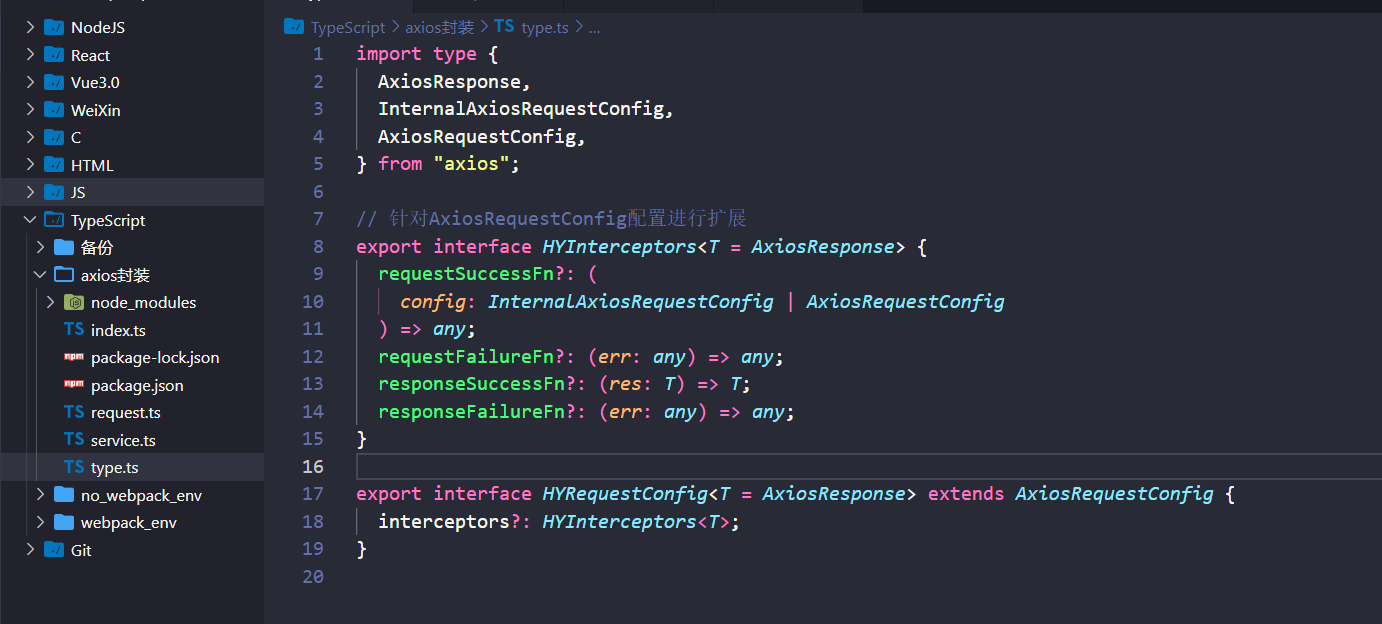 NodeJS
React
Vue3.0
WeiXin
C
HTML
JS
TypeScript
备份
axios封装
node_modules
TS index.ts
npm package-lock.json
npm package.json
TS request.ts
TS service.ts
TS type.ts
no_webpack_env
webpack_env
Git
TypeScript > axios封装 > TS type.ts > ...
1 import type {
2 AxiosResponse,
3 InternalAxiosRequestConfig,
4 AxiosRequestConfig,
5 } from "axios";
6
7 // 针对AxiosRequestConfig配置进行扩展
8 export interface HYInterceptors<T = AxiosResponse> {
9 requestSuccessFn?: (
10 config: InternalAxiosRequestConfig | AxiosRequestConfig
11 ) => any;
12 requestFailureFn?: (err: any) => any;
13 responseSuccessFn?: (res: T) => T;
14 responseFailureFn?: (err: any) => any;
15 }
16
17 export interface HYRequestConfig<T = AxiosResponse> extends AxiosRequestConfig {
18 interceptors?: HYInterceptors<T>;
19 }
20